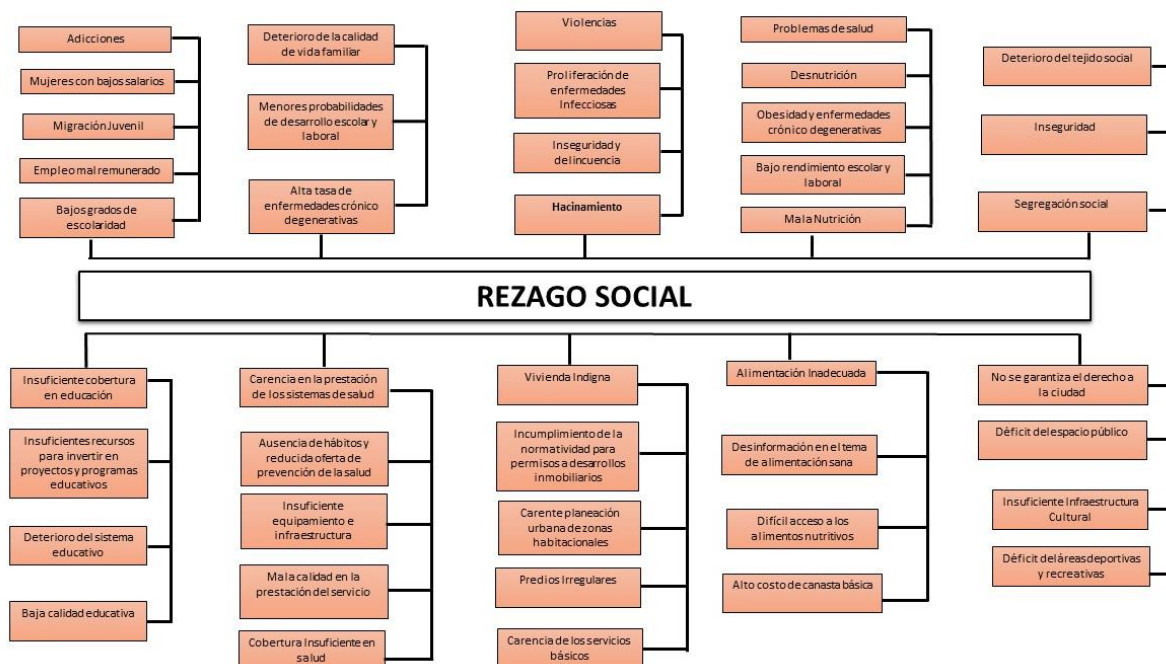 Adicciones
Mujeres con bajos salarios
Migración Juvenil
Empleo mal remunerado
Bajos grados de
escolaridad
Deterioro de la calidad
de vida familiar
Menores probabilidades
de desarrollo escolar y
laboral
Alta tasa de
enfermedades crónico
degenerativas
Violencias
Proliferación de
enfermedades
Infecciosas
Inseguridad y
delincuencia
Hacinamiento
Problemas de salud
Desnutrición
Obesidad y enfermedades
crónico degenerativas
Bajo rendimiento escolar y
laboral
Mala Nutrición
Deterioro del tejido social
Inseguridad
Segregación social
REZAGO SOCIAL
Insuficiente cobertura
en educación
Insuficientes recursos
para invertir en
proyectos y programas
educativos
Deterioro del sistema
educativo
Baja calidad educativa
Carencia en la prestación
de los sistemas de salud
Ausencia de hábitos y
reducida oferta de
prevención de la salud
Insuficiente
equipamiento e
infraestructura
Mala calidad en la
prestación del servicio
Cobertura Insuficiente en
salud
Vivienda Indigna
Incumplimiento de la
normatividad para
permisos a desarrollos
inmobiliarios
Carente planeación
urbana de zonas
habitacionales
Predios Irregulares
Carencia de los servicios
básicos
Alimentación Inadecuada
Desinformación en el tema
de alimentación sana
Difícil acceso a los
alimentos nutritivos
Alto costo de canasta básica
No se garantiza el derecho a
la ciudad
Déficit del espacio público
Insuficiente Infraestructura
Cultural
Déficit del áreas deportivas
y recreativas